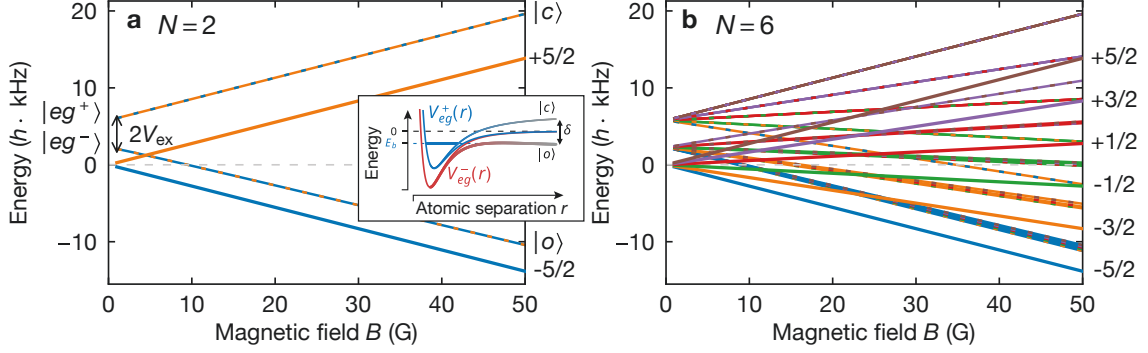 a N = 2
Energy (h · kHz)
20
10
0
−10
|eg⁺⟩
|eg⁻⟩
2Vex
|c⟩
+5/2
|o⟩
-5/2
0 10 20 30 40 50
Magnetic field B (G)
Energy
0
E_b
V⁺eg(r)
V⁻eg(r)
|c⟩
δ
|o⟩
Atomic separation r
b N = 6
Energy (h · kHz)
20
10
0
−10
+5/2
+3/2
+1/2
-1/2
-3/2
-5/2
0 10 20 30 40 50
Magnetic field B (G)